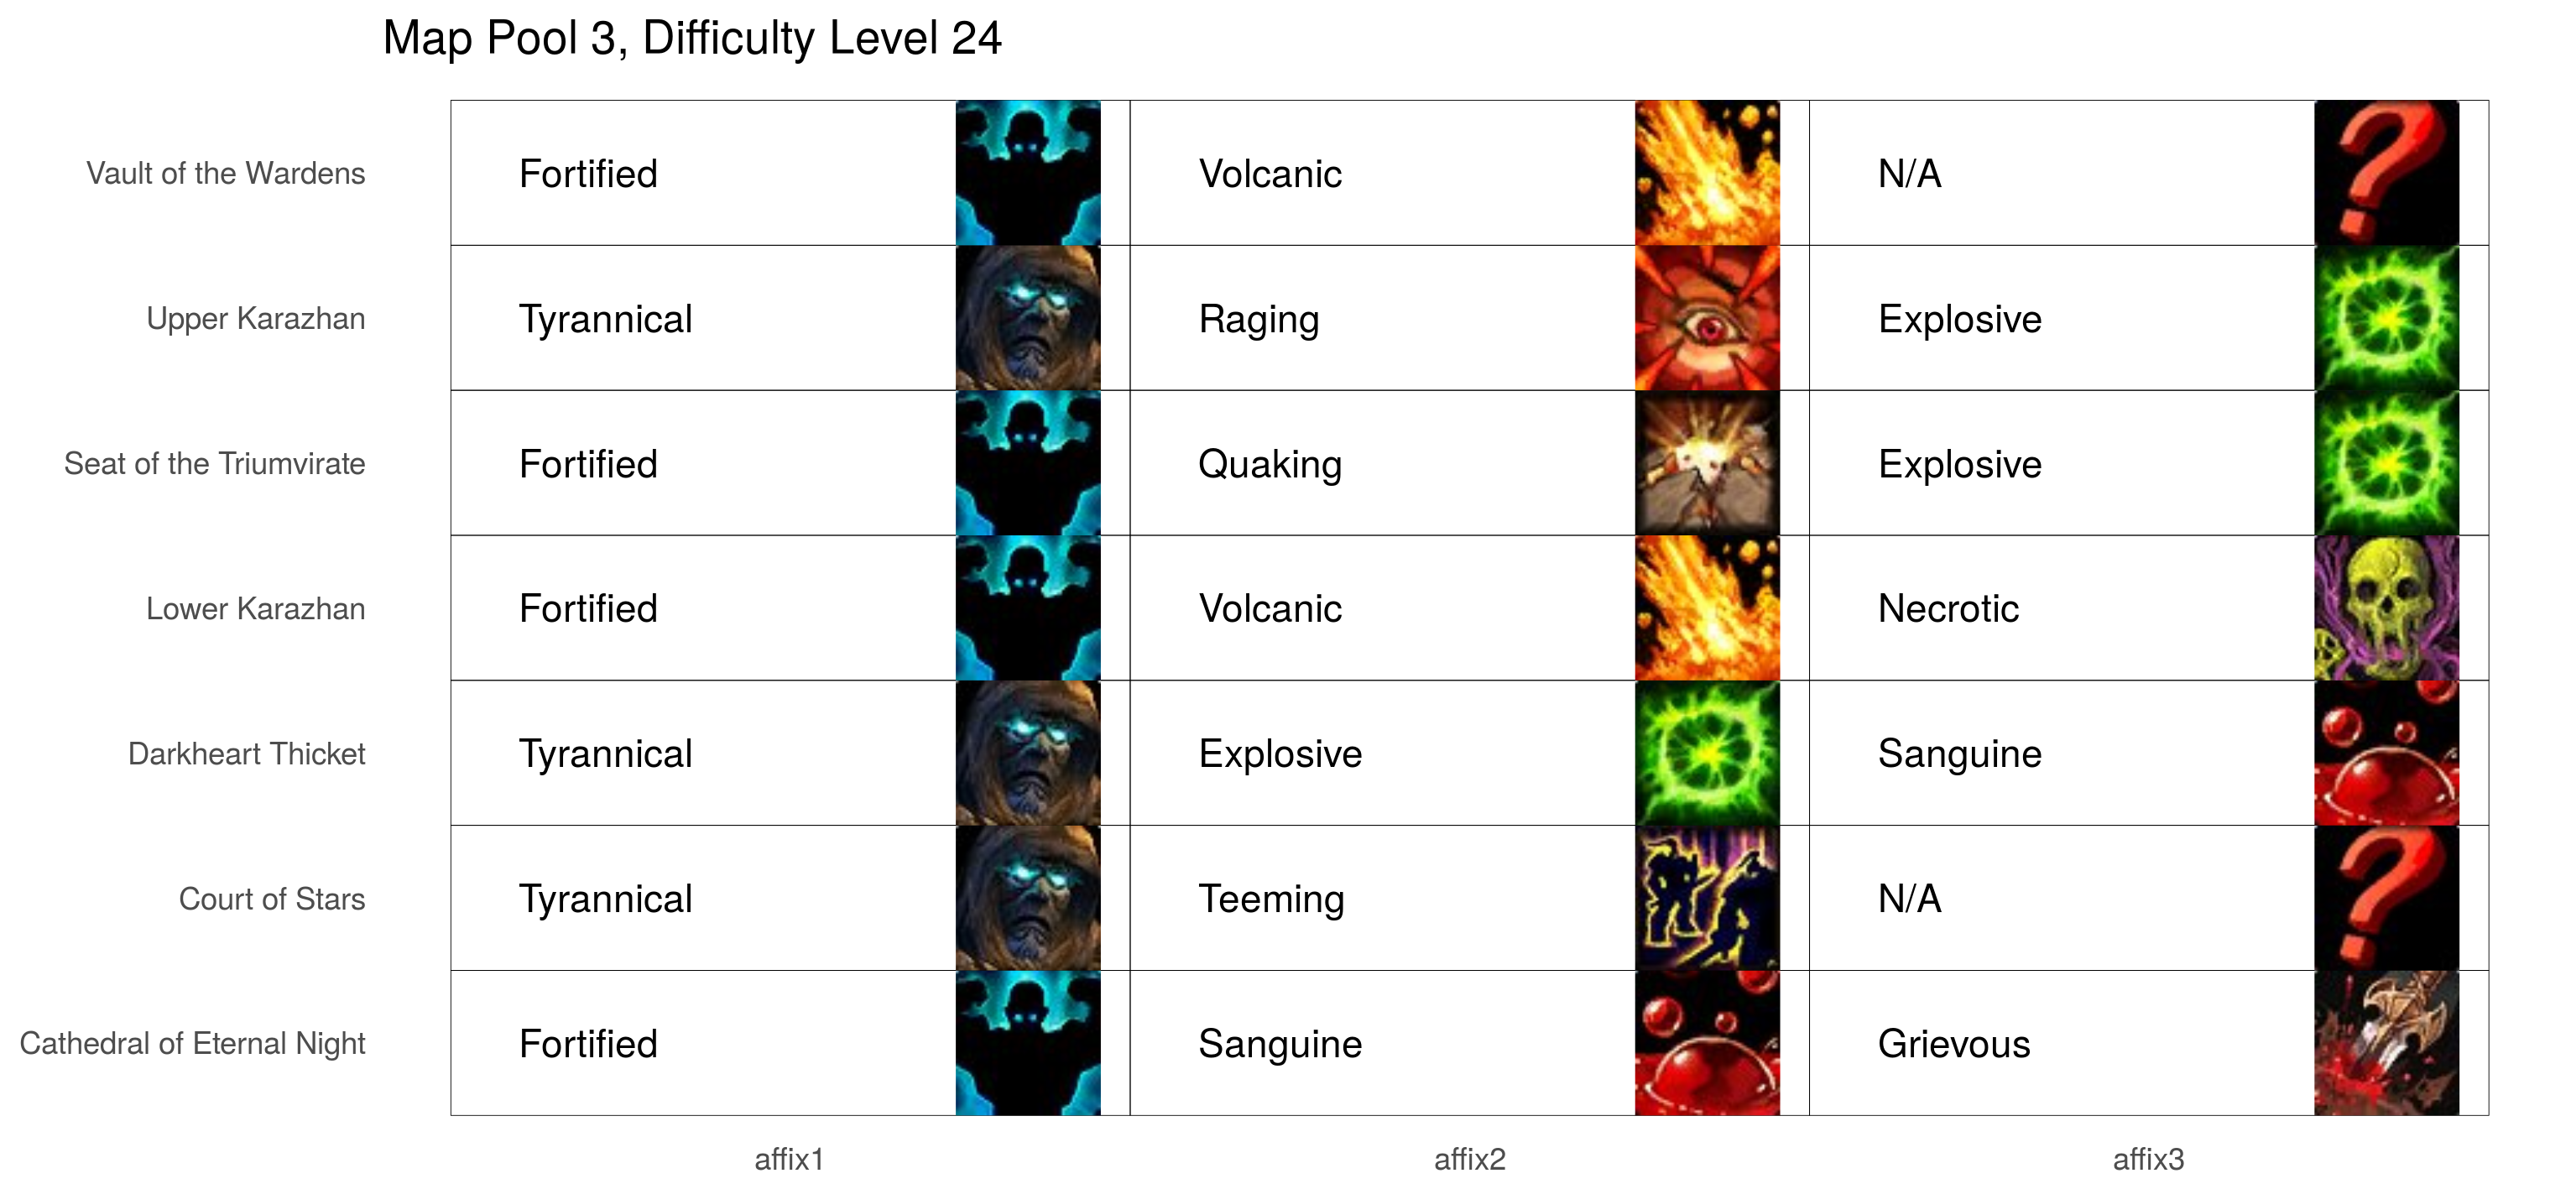 Map Pool 3, Difficulty Level 24
Vault of the Wardens Fortified Volcanic N/A
Upper Karazhan Tyrannical Raging Explosive
Seat of the Triumvirate Fortified Quaking Explosive
Lower Karazhan Fortified Volcanic Necrotic
Darkheart Thicket Tyrannical Explosive Sanguine
Court of Stars Tyrannical Teeming N/A
Cathedral of Eternal Night Fortified Sanguine Grievous
affix1 affix2 affix3